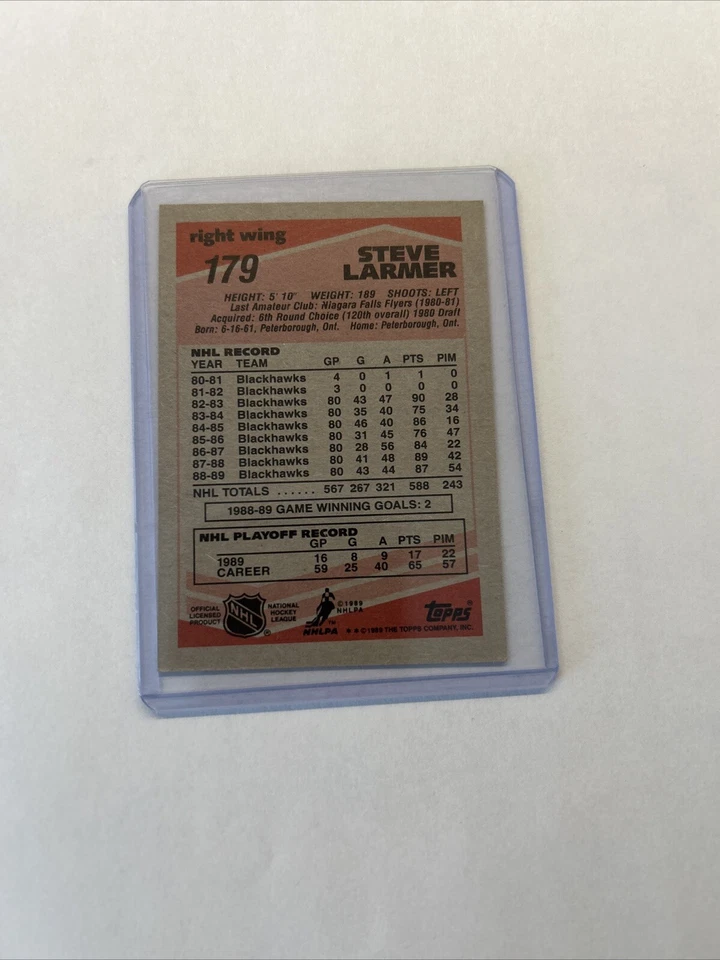 right wing
179
STEVE
LARMER
HEIGHT: 5' 10" WEIGHT: 189 SHOOTS: LEFT
Last Amateur Club: Niagara Falls Flyers (1980-81)
Acquired: 6th Round Choice (120th overall) 1980 Draft
Born: 6-16-61, Peterborough, Ont. Home: Peterborough, Ont.
NHL RECORD
YEAR TEAM GP G A PTS PIM
80-81 Blackhawks 4 0 1 1 0
81-82 Blackhawks 3 0 0 0 0
82-83 Blackhawks 80 43 47 90 28
83-84 Blackhawks 80 35 40 75 34
84-85 Blackhawks 80 46 40 86 16
85-86 Blackhawks 80 31 45 76 47
86-87 Blackhawks 80 28 56 84 22
87-88 Blackhawks 80 41 48 89 42
88-89 Blackhawks 80 43 44 87 54
NHL TOTALS ...... 567 267 321 588 243
1988-89 GAME WINNING GOALS: 2
NHL PLAYOFF RECORD
GP G A PTS PIM
1989 16 8 9 17 22
CAREER 59 25 40 65 57
OFFICIAL
LICENSED
PRODUCT
NHL
®
NATIONAL
HOCKEY
LEAGUE
©1989
NHLPA
NHLPA™
topps®
* * © 1989 THE TOPPS COMPANY, INC.